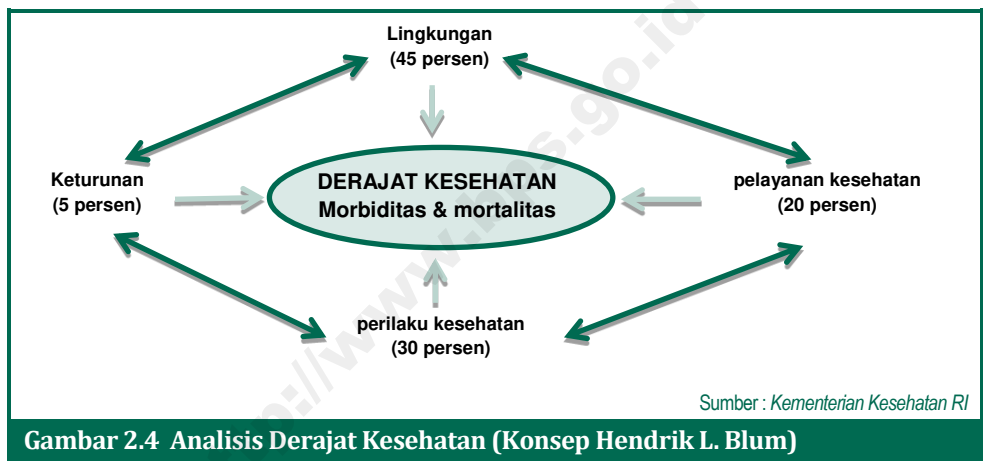 Lingkungan
(45 persen)
Keturunan
(5 persen)
DERAJAT KESEHATAN
Morbiditas & mortalitas
pelayanan kesehatan
(20 persen)
perilaku kesehatan
(30 persen)
Sumber : Kementerian Kesehatan RI
Gambar 2.4 Analisis Derajat Kesehatan (Konsep Hendrik L. Blum)